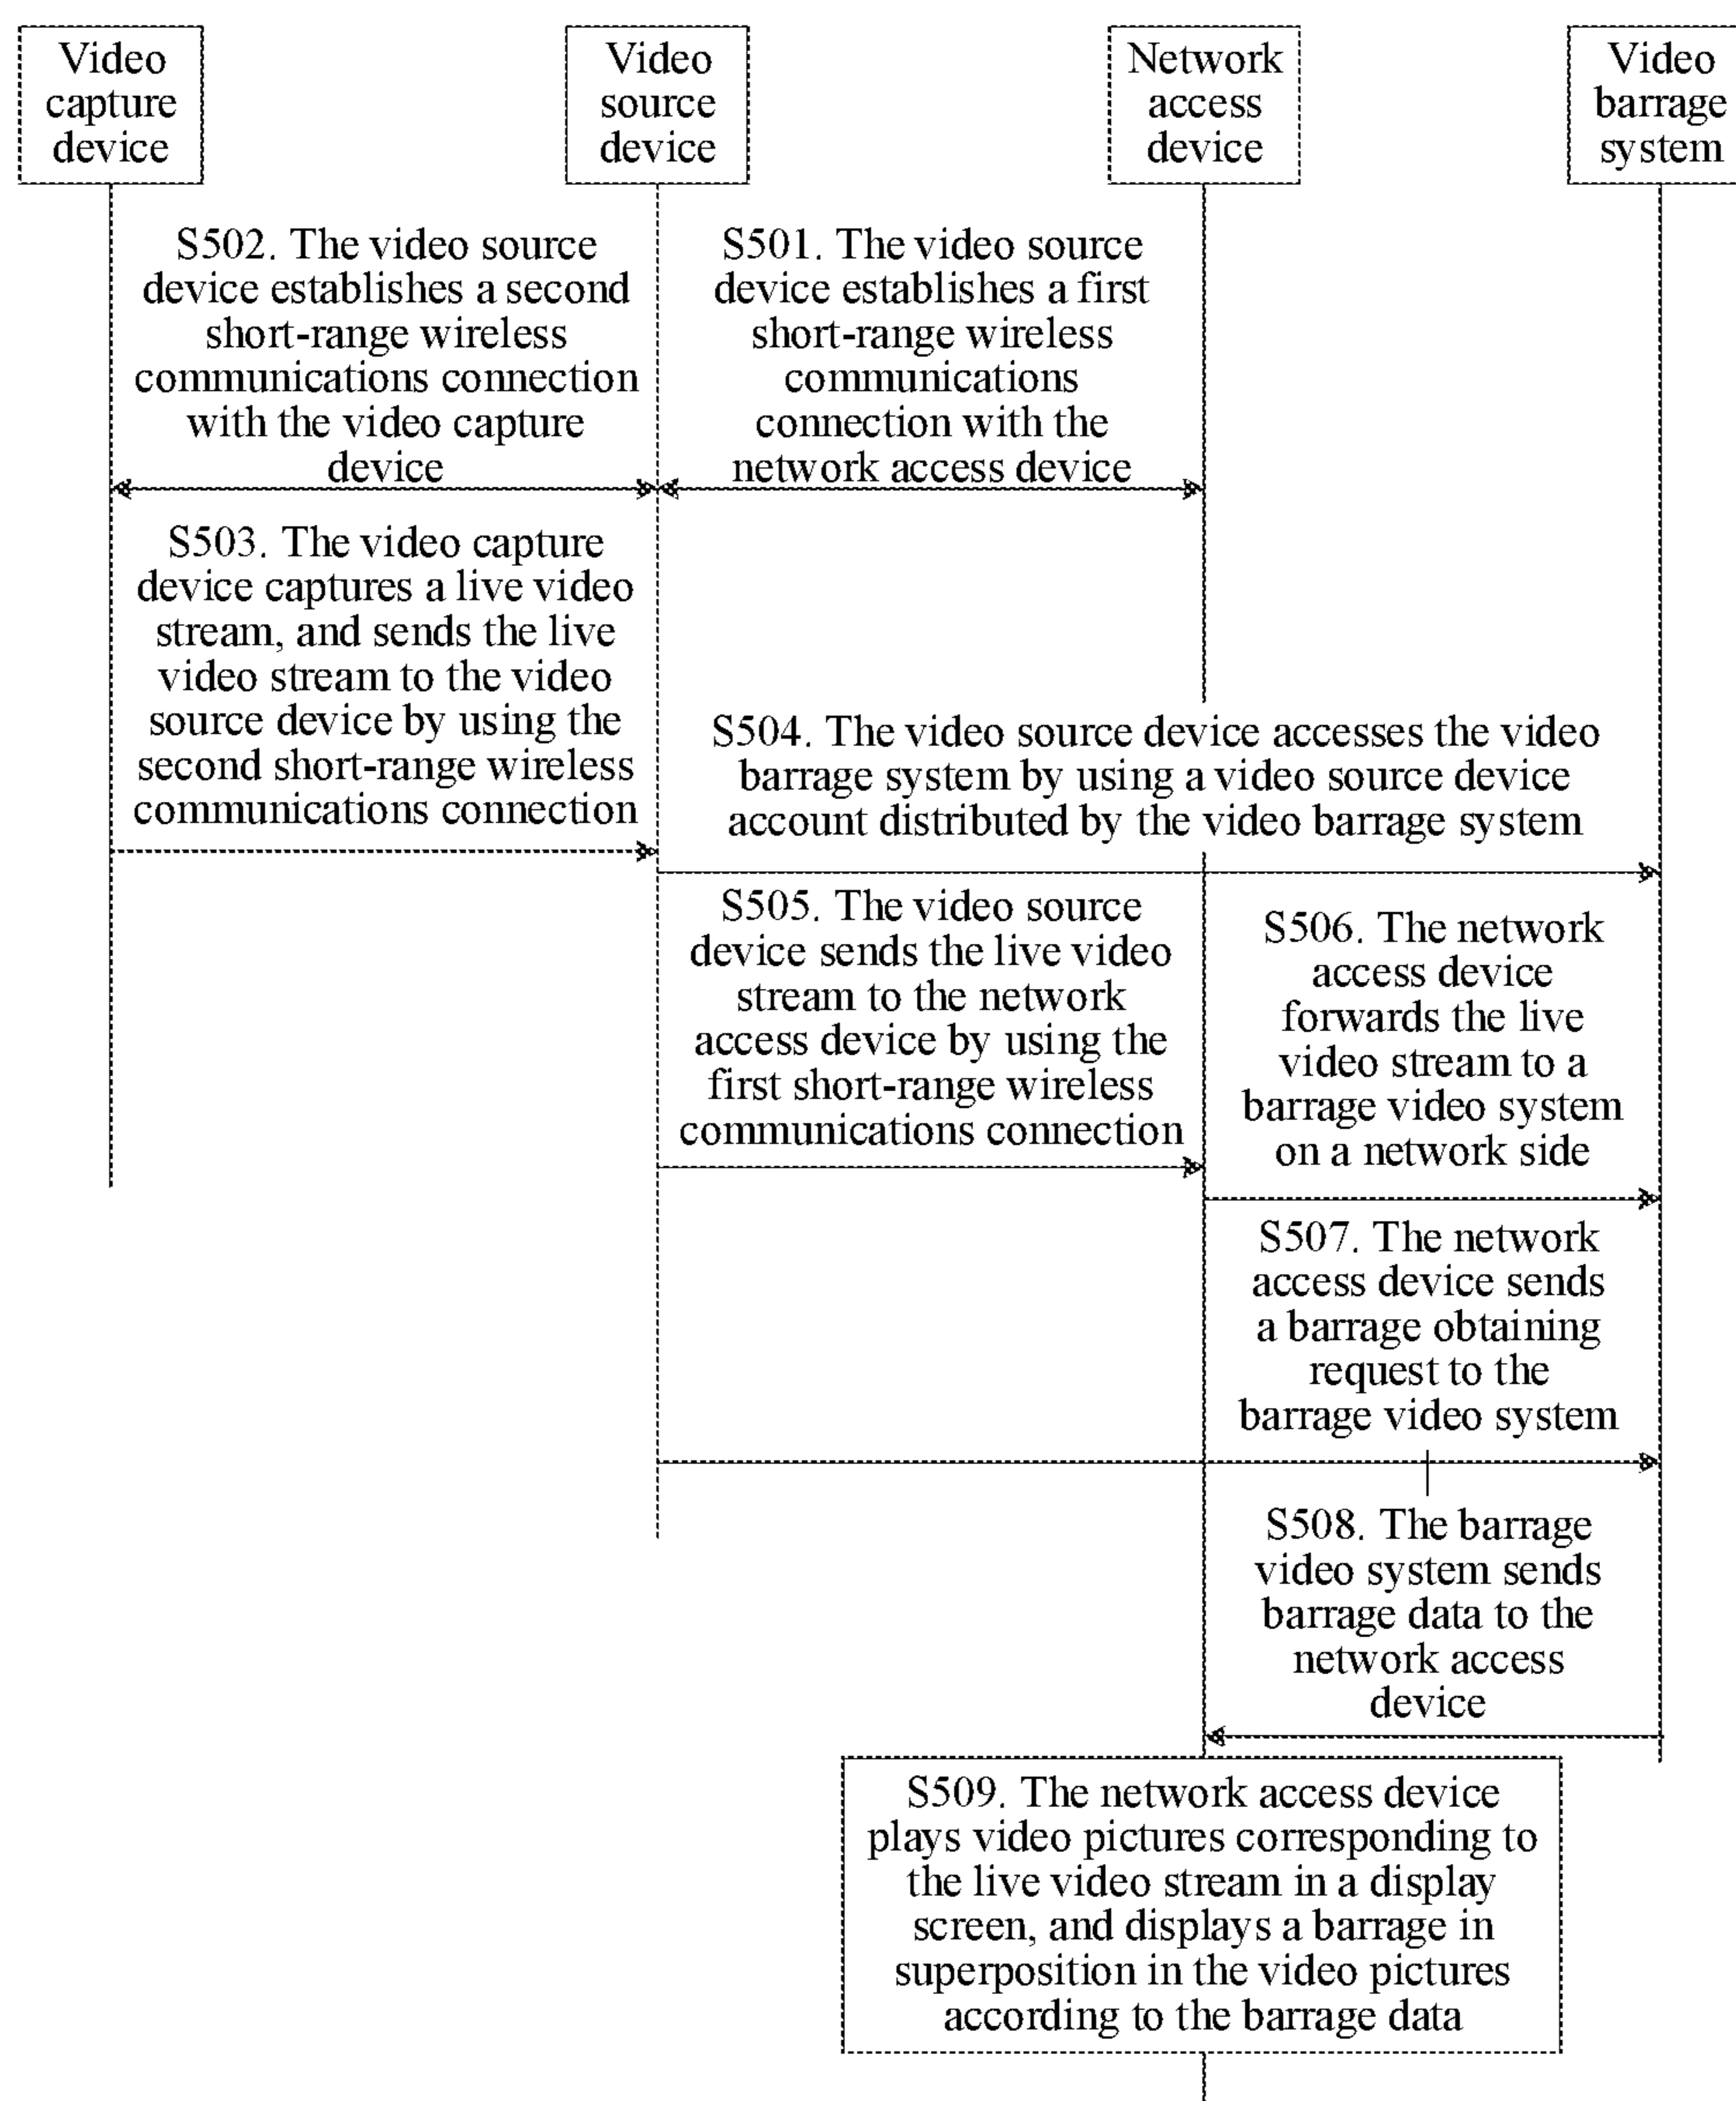 Video
capture
device
Video
source
device
Network
access
device
Video
barrage
system
S502. The video source
device establishes a second
short-range wireless
communications connection
with the video capture
device
S501. The video source
device establishes a first
short-range wireless
communications
connection with the
network access device
S503. The video capture
device captures a live video
stream, and sends the live
video stream to the video
source device by using the
second short-range wireless
communications connection
S504. The video source device accesses the video
barrage system by using a video source device
account distributed by the video barrage system
S505. The video source
device sends the live video
stream to the network
access device by using the
first short-range wireless
communications connection
S506. The network
access device
forwards the live
video stream to a
barrage video system
on a network side
S507. The network
access device sends
a barrage obtaining
request to the
barrage video system
S508. The barrage
video system sends
barrage data to the
network access
device
S509. The network access device
plays video pictures corresponding to
the live video stream in a display
screen, and displays a barrage in
superposition in the video pictures
according to the barrage data